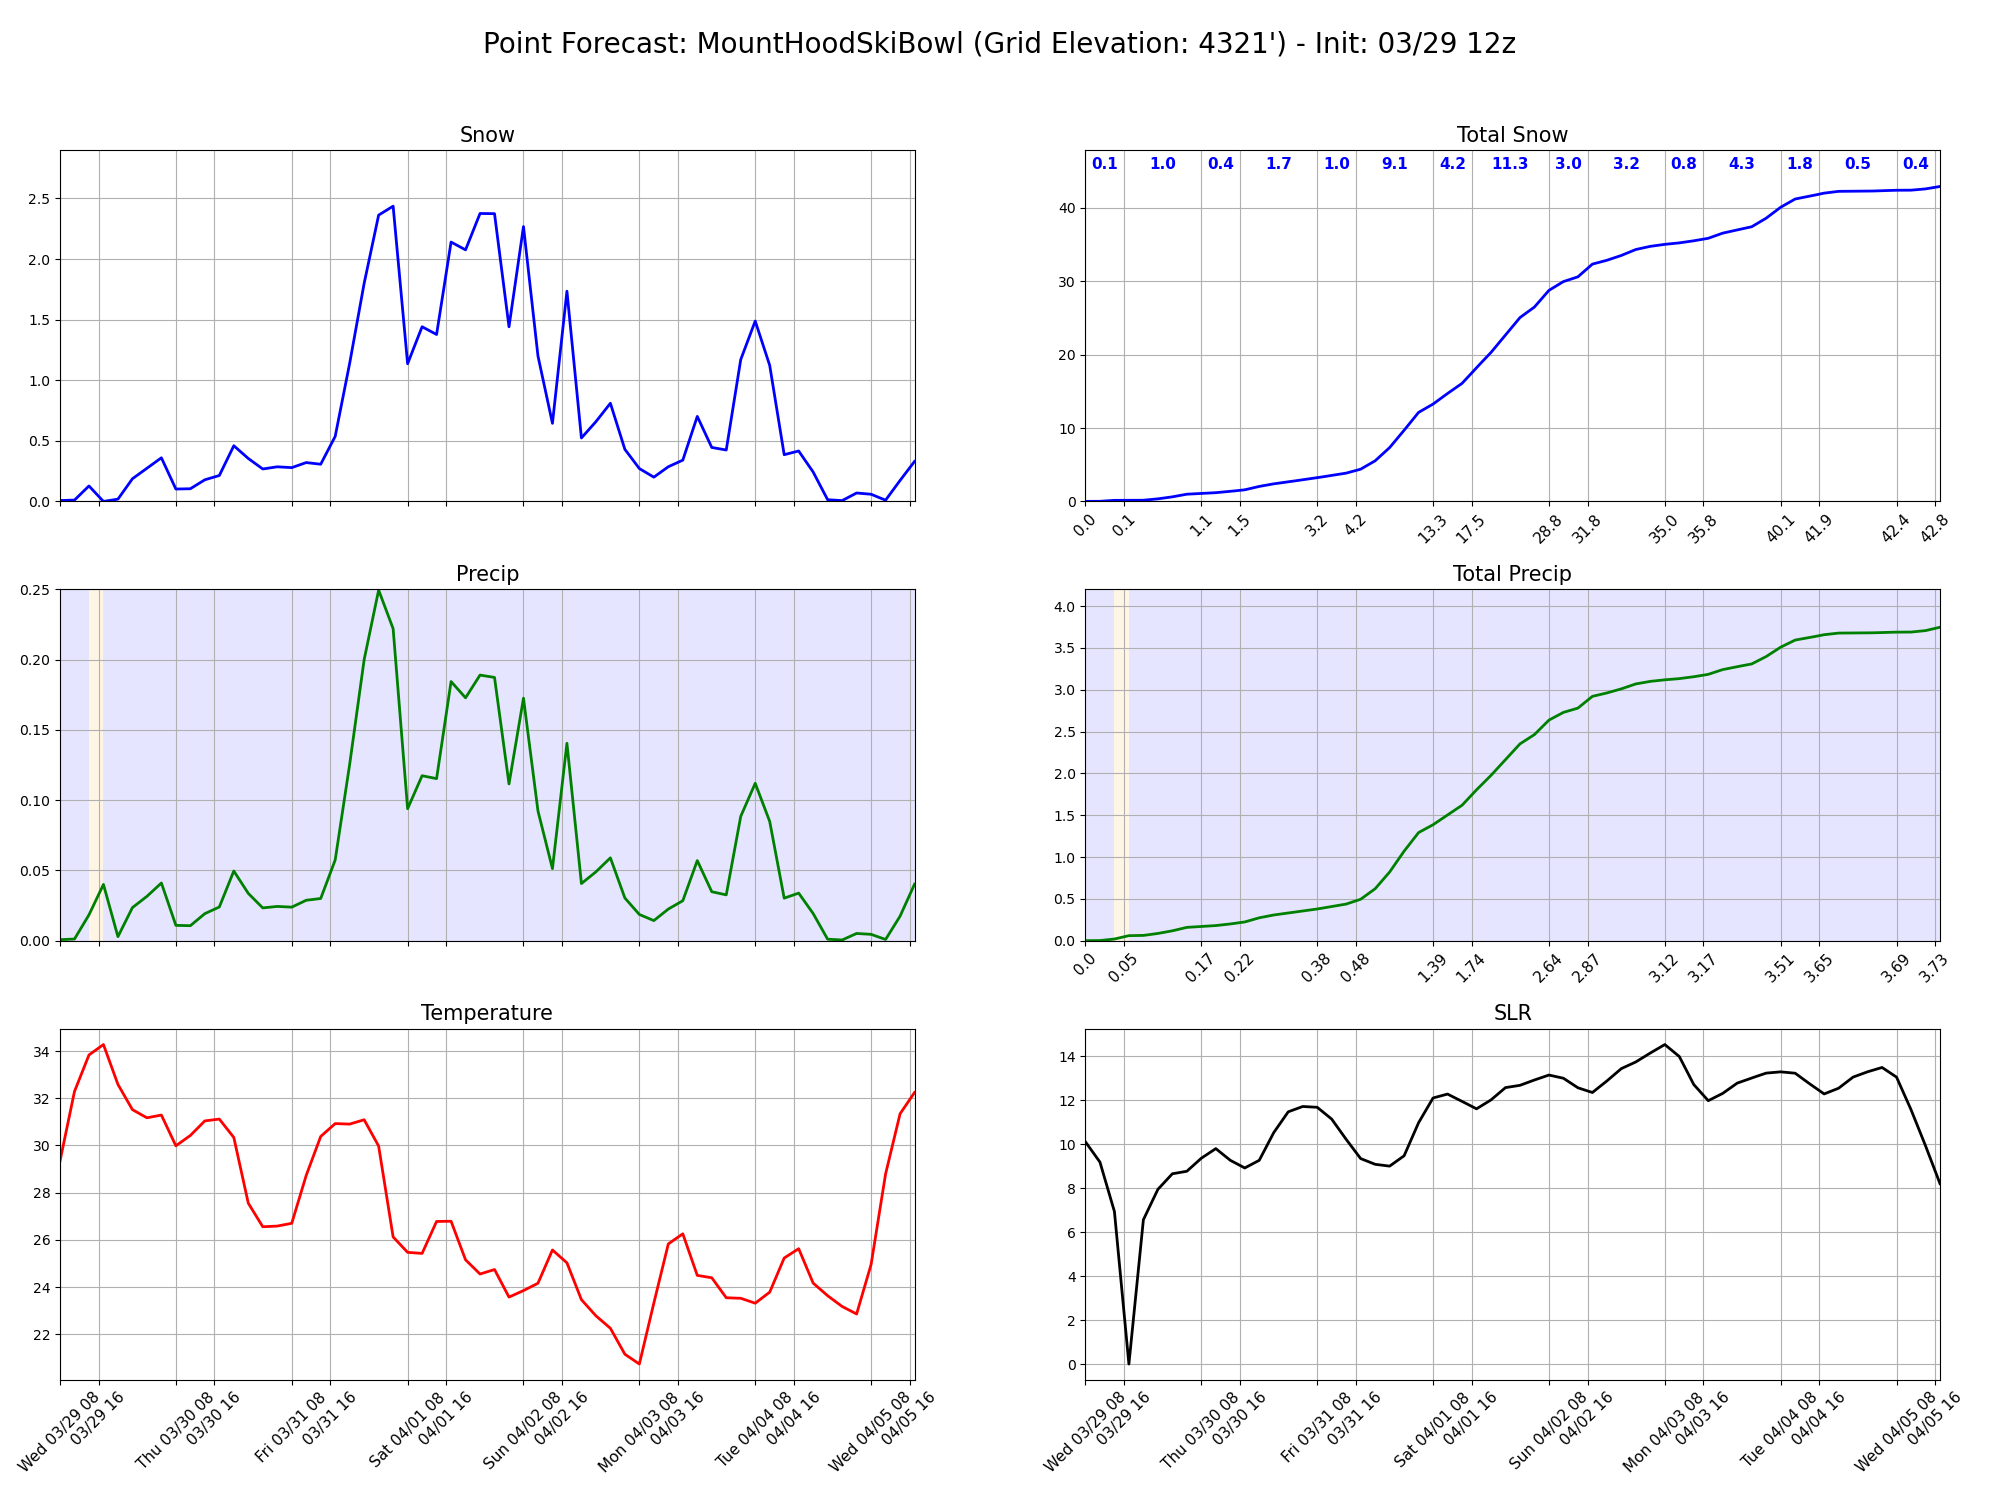 Point Forecast: MountHoodSkiBowl (Grid Elevation: 4321') - Init: 03/29 12z
Snow
2.5
2.0
1.5
1.0
0.5
0.0
Total Snow
0.1 1.0 0.4 1.7 1.0 9.1 4.2 11.3 3.0 3.2 0.8 4.3 1.8 0.5 0.4
40
30
20
10
0
0.0 0.1 1.1 1.5 3.2 4.2 13.3 17.5 28.8 31.8 35.0 35.8 40.1 41.9 42.4 42.8
Precip
0.25
0.20
0.15
0.10
0.05
0.00
Total Precip
4.0
3.5
3.0
2.5
2.0
1.5
1.0
0.5
0.0
0.0 0.05 0.17 0.22 0.38 0.48 1.39 1.74 2.64 2.87 3.12 3.17 3.51 3.65 3.69 3.73
Temperature
34
32
30
28
26
24
22
Wed 03/29 08
03/29 16
Thu 03/30 08
03/30 16
Fri 03/31 08
03/31 16
Sat 04/01 08
04/01 16
Sun 04/02 08
04/02 16
Mon 04/03 08
04/03 16
Tue 04/04 08
04/04 16
Wed 04/05 08
04/05 16
SLR
14
12
10
8
6
4
2
0
Wed 03/29 08
03/29 16
Thu 03/30 08
03/30 16
Fri 03/31 08
03/31 16
Sat 04/01 08
04/01 16
Sun 04/02 08
04/02 16
Mon 04/03 08
04/03 16
Tue 04/04 08
04/04 16
Wed 04/05 08
04/05 16